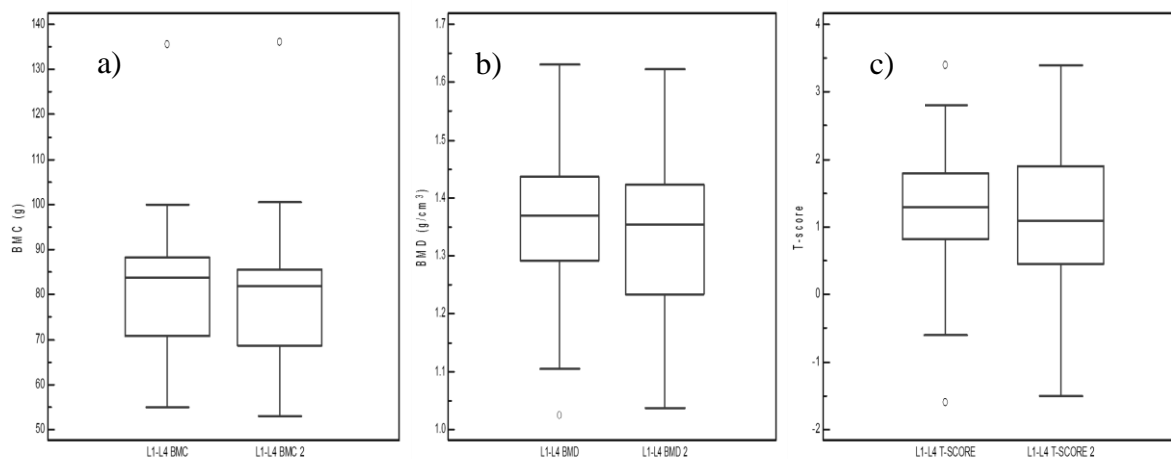 a)
BMC (g)
140
130
120
110
100
90
80
70
60
50
L1-L4 BMC
L1-L4 BMC 2
b)
BMD (g/cm³)
1.7
1.6
1.5
1.4
1.3
1.2
1.1
1.0
L1-L4 BMD
L1-L4 BMD 2
c)
T-score
4
3
2
1
0
-1
-2
L1-L4 T-SCORE
L1-L4 T-SCORE 2